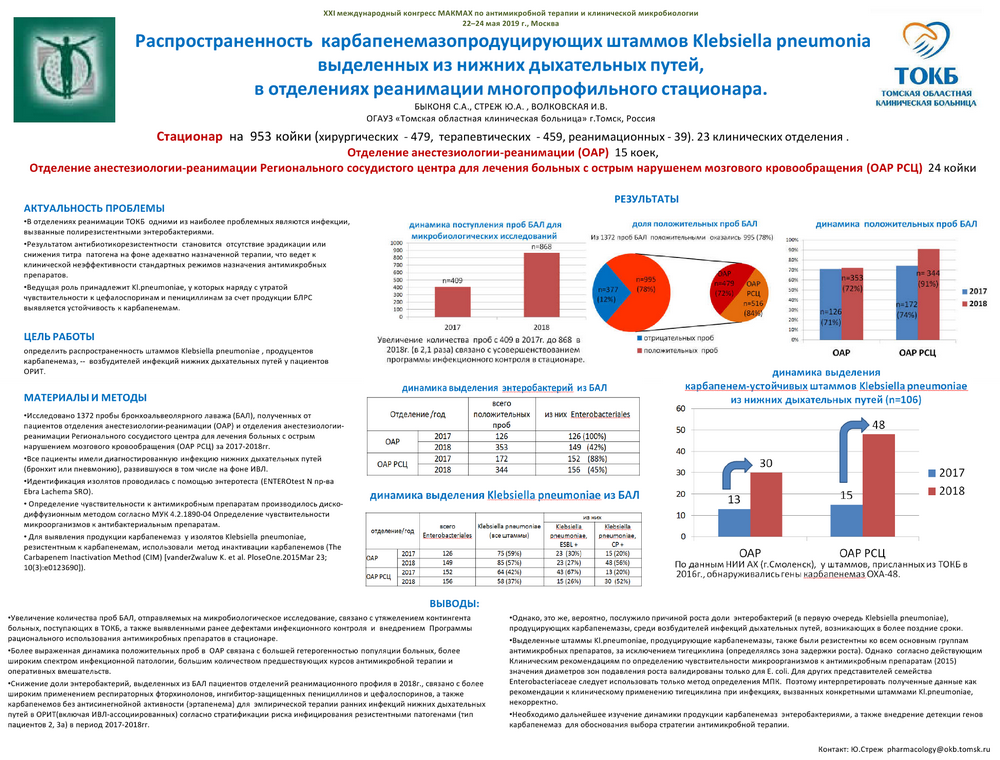 XXI международный конгресс МАКМАХ по антимикробной терапии и клинической микробиологии
22–24 мая 2019 г., Москва
Распространенность карбапенемазопродуцирующих штаммов Klebsiella pneumonia
выделенных из нижних дыхательных путей,
в отделениях реанимации многопрофильного стационара.
БЫКОНЯ С.А., СТРЕЖ Ю.А. , ВОЛКОВСКАЯ И.В.
ОГАУЗ «Томская областная клиническая больница» г.Томск, Россия
ТОКБ
ТОМСКАЯ ОБЛАСТНАЯ
КЛИНИЧЕСКАЯ БОЛЬНИЦА
Стационар на 953 койки (хирургических - 479, терапевтических - 459, реанимационных - 39). 23 клинических отделения .
Отделение анестезиологии-реанимации (ОАР) 15 коек,
Отделение анестезиологии-реанимации Регионального сосудистого центра для лечения больных с острым нарушением мозгового кровообращения (ОАР РСЦ) 24 койки
АКТУАЛЬНОСТЬ ПРОБЛЕМЫ
•В отделениях реанимации ТОКБ одними из наиболее проблемных являются инфекции,
вызванные полирезистентными энтеробактериями.
•Результатом антибиотикорезистентности становится отсутствие эрадикации или
снижения титра патогена на фоне адекватно назначенной терапии, что ведет к
клинической неэффективности стандартных режимов назначения антимикробных
препаратов.
•Ведущая роль принадлежит Kl.pneumoniae, у которых наряду с утратой
чувствительности к цефалоспоринам и пенициллинам за счет продукции БЛРС
выявляется устойчивость к карбапенемам.
ЦЕЛЬ РАБОТЫ
определить распространенность штаммов Klebsiella pneumoniae , продуцентов
карбапенемаз, -- возбудителей инфекций нижних дыхательных путей у пациентов
ОРИТ.
МАТЕРИАЛЫ И МЕТОДЫ
•Исследовано 1372 пробы бронхоальвеолярного лаважа (БАЛ), полученных от
пациентов отделения анестезиологии-реанимации (ОАР) и отделения анестезиологии-
реанимации Регионального сосудистого центра для лечения больных с острым
нарушением мозгового кровообращения (ОАР РСЦ) за 2017-2018гг.
•Все пациенты имели диагностированную инфекцию нижних дыхательных путей
(бронхит или пневмонию), развившуюся в том числе на фоне ИВЛ.
•Идентификация изолятов проводилась с помощью энтеротеста (ENTEROtest N пр-ва
Ebra Lachema SRO).
• Определение чувствительности к антимикробным препаратам производилось диско-
диффузионным методом согласно МУК 4.2.1890-04 Определение чувствительности
микроорганизмов к антибактериальным препаратам.
• Для выявления продукции карбапенемаз у изолятов Klebsiella pneumoniae,
резистентным к карбапенемам, использовали метод инактивации карбапенемов (The
Carbapenem Inactivation Method (CIM) [vanderZwaluw K. et al. PloseOne.2015Mar 23;
10(3):e0123690]).
РЕЗУЛЬТАТЫ
динамика поступления проб БАЛ для
микробиологических исследований
1000
900
800
700
600
500
400
300
200
100
0
n=409
n=868
2017 2018
Увеличение количества проб с 409 в 2017г. до 868 в
2018г. (в 2,1 раза) связано с усовершенствованием
программы инфекционного контроля в стационаре.
доля положительных проб БАЛ
Из 1372 проб БАЛ положительными оказались 995 (78%)
n=377
(12%)
n=995
(78%)
ОАР
n=479
(72%)
ОАР
РСЦ
n=516
(84%)
отрицательных проб
положительных проб
динамика положительных проб БАЛ
100%
90%
80%
70%
60%
50%
40%
30%
20%
10%
0%
n=126
(71%)
n=353
(72%)
n=172
(74%)
n= 344
(91%)
2017
2018
ОАР ОАР РСЦ
динамика выделения энтеробактерий из БАЛ
Отделение /год | всего положительных проб | из них Enterobacteriales
ОАР 2017 126 126 (100%)
2018 353 149 (42%)
ОАР РСЦ 2017 172 152 (88%)
2018 344 156 (45%)
динамика выделения Klebsiella pneumoniae из БАЛ
отделение/год | всего Enterobacteriales | Klebsiella pneumoniae (все штаммы) | из них | Klebsiella pneumoniae, ESBL + | Klebsiella pneumoniae, CP +
ОАР 2017 126 75 (59%) 23 (30%) 15 (20%)
2018 149 85 (57%) 23 (27%) 48 (56%)
ОАР РСЦ 2017 152 64 (42%) 43 (67%) 13 (20%)
2018 156 58 (37%) 15 (26%) 30 (52%)
динамика выделения
карбапенем-устойчивых штаммов Klebsiella pneumoniae
из нижних дыхательных путей (n=106)
60
50
40
30
20
10
0
13
30
15
48
2017
2018
ОАР ОАР РСЦ
По данным НИИ АХ (г.Смоленск), у штаммов, присланных из ТОКБ в
2016г., обнаруживались гены карбапенемаз OXA-48.
ВЫВОДЫ:
•Увеличение количества проб БАЛ, отправляемых на микробиологическое исследование, связано с утяжелением контингента
больных, поступающих в ТОКБ, а также выявленными ранее дефектами инфекционного контроля и внедрением Программы
рационального использования антимикробных препаратов в стационаре.
•Более выраженная динамика положительных проб в ОАР связана с большей гетерогенностью популяции больных, более
широким спектром инфекционной патологии, большим количеством предшествующих курсов антимикробной терапии и
оперативных вмешательств.
•Снижение доли энтеробактерий, выделенных из БАЛ пациентов отделений реанимационного профиля в 2018г., связано с более
широким применением респираторных фторхинолонов, ингибитор-защищенных пенициллинов и цефалоспоринов, а также
карбапенемов без антисинегнойной активности (эртапенема) для эмпирической терапии ранних инфекций нижних дыхательных
путей в ОРИТ(включая ИВЛ-ассоциированных) согласно стратификации риска инфицирования резистентными патогенами (тип
пациентов 2, 3а) в период 2017-2018гг.
•Однако, это же, вероятно, послужило причиной роста доли энтеробактерий (в первую очередь Klebsiella pneumoniae),
продуцирующих карбапенемазы, среди возбудителей инфекций дыхательных путей, возникающих в более поздние сроки.
•Выделенные штаммы Kl.pneumoniae, продуцирующие карбапенемазы, также были резистентны ко всем основным группам
антимикробных препаратов, за исключением тигециклина (определялась зона задержки роста). Однако согласно действующим
Клиническим рекомендациям по определению чувствительности микроорганизмов к антимикробным препаратам (2015)
значения диаметров зон подавления роста валидированы только для E. coli. Для других представителей семейства
Enterobacteriaceae следует использовать только метод определения МПК. Поэтому интерпретировать полученные данные как
рекомендации к клиническому применению тигециклина при инфекциях, вызванных конкретными штаммами Kl.pneumoniae,
некорректно.
•Необходимо дальнейшее изучение динамики продукции карбапенемаз энтеробактериями, а также внедрение детекции генов
карбапенемаз для обоснования выбора стратегии антимикробной терапии.
Контакт: Ю.Стреж pharmacology@okb.tomsk.ru